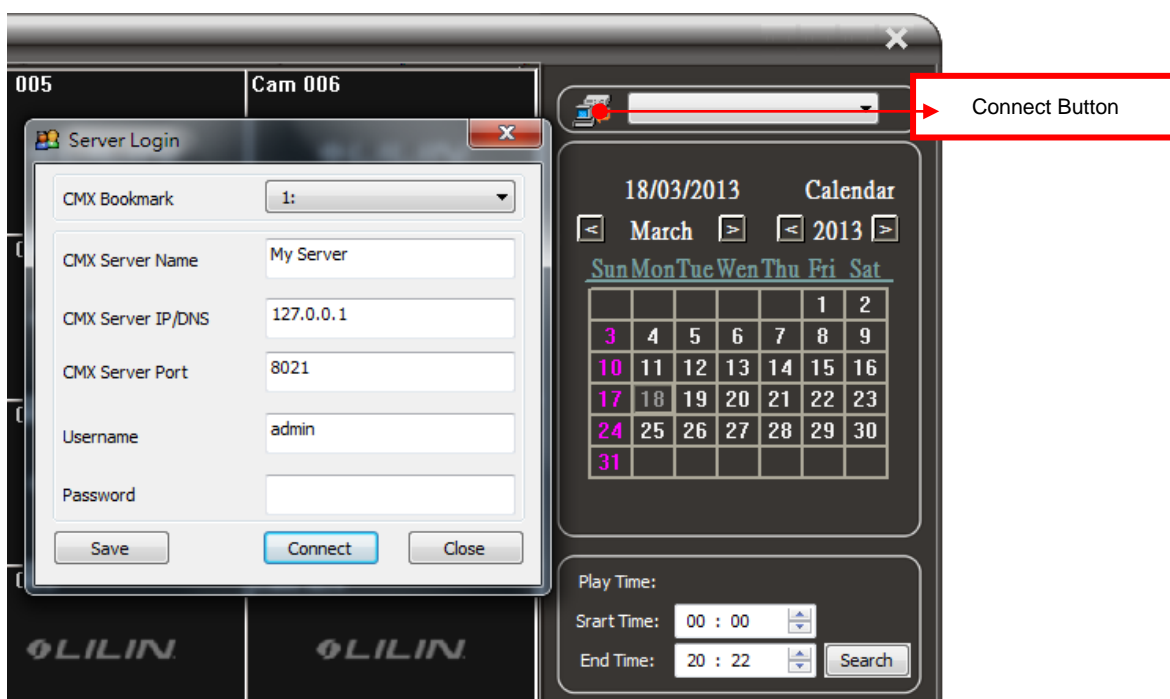 005
Cam 006
Connect Button
Server Login
CMX Bookmark
1:
CMX Server Name
My Server
CMX Server IP/DNS
127.0.0.1
CMX Server Port
8021
Username
admin
Password
Save
Connect
Close
LILIN
LILIN
18/03/2013 Calendar
< March > < 2013 >
Sun Mon Tue Wen Thu Fri Sat
1 2
3 4 5 6 7 8 9
10 11 12 13 14 15 16
17 18 19 20 21 22 23
24 25 26 27 28 29 30
31
Play Time:
Srart Time: 00 : 00
End Time: 20 : 22
Search